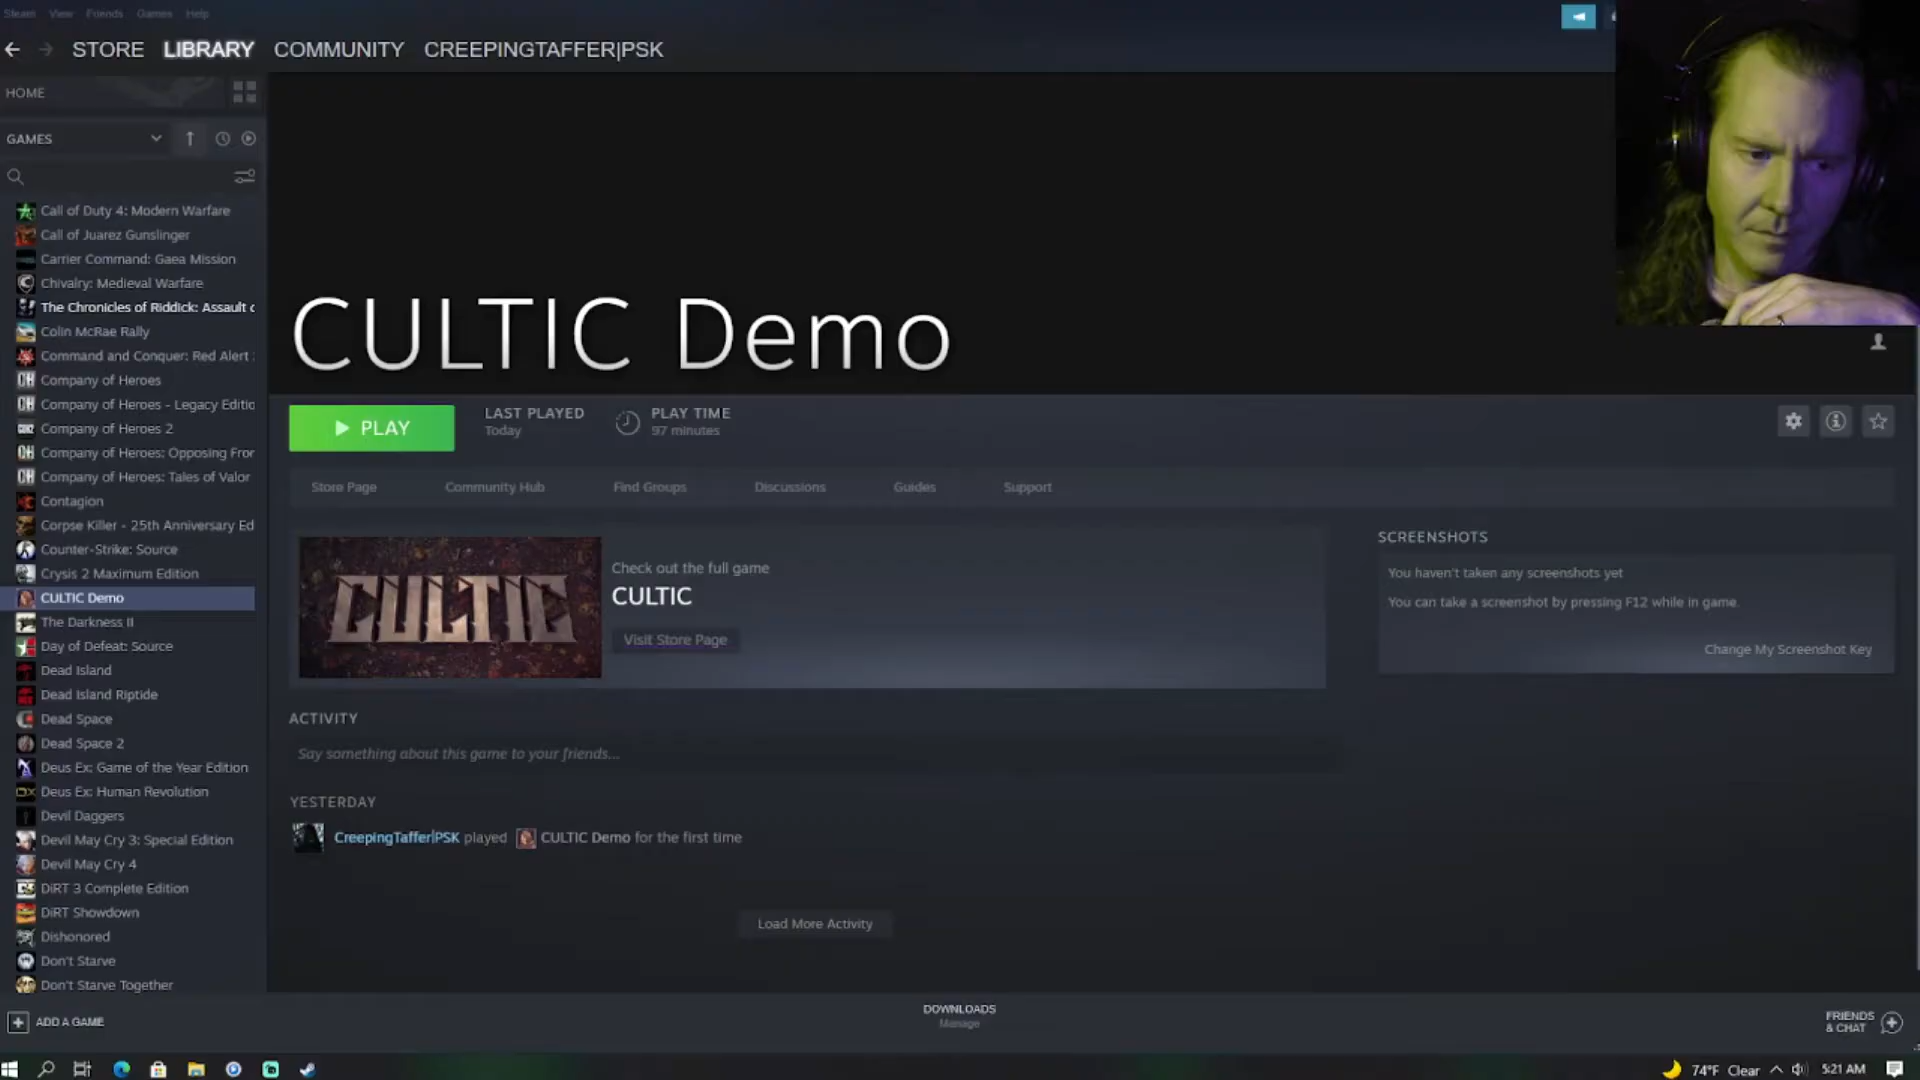 Steam View Friends Games Help
STORE LIBRARY COMMUNITY CREEPINGTAFFER|PSK
HOME
GAMES
Call of Duty 4: Modern Warfare
Call of Juarez Gunslinger
Carrier Command: Gaea Mission
Chivalry: Medieval Warfare
The Chronicles of Riddick: Assault
Colin McRae Rally
Command and Conquer: Red Alert
Company of Heroes
Company of Heroes - Legacy Editio
Company of Heroes 2
Company of Heroes: Opposing Fror
Company of Heroes: Tales of Valor
Contagion
Corpse Killer - 25th Anniversary Ed
Counter-Strike: Source
Crysis 2 Maximum Edition
CULTIC Demo
The Darkness II
Day of Defeat: Source
Dead Island
Dead Island Riptide
Dead Space
Dead Space 2
Deus Ex: Game of the Year Edition
Deus Ex: Human Revolution
Devil Daggers
Devil May Cry 3: Special Edition
Devil May Cry 4
DiRT 3 Complete Edition
DiRT Showdown
Dishonored
Don't Starve
Don't Starve Together
ADD A GAME
CULTIC Demo
PLAY
LAST PLAYED
Today
PLAY TIME
97 minutes
Store Page Community Hub Find Groups Discussions Guides Support
CULTIC
Check out the full game
CULTIC
Visit Store Page
SCREENSHOTS
You haven't taken any screenshots yet
You can take a screenshot by pressing F12 while in game.
Change My Screenshot Key
ACTIVITY
Say something about this game to your friends...
YESTERDAY
CreepingTaffer|PSK played CULTIC Demo for the first time
Load More Activity
DOWNLOADS
Manage
FRIENDS
& CHAT
74°F Clear 5:21 AM